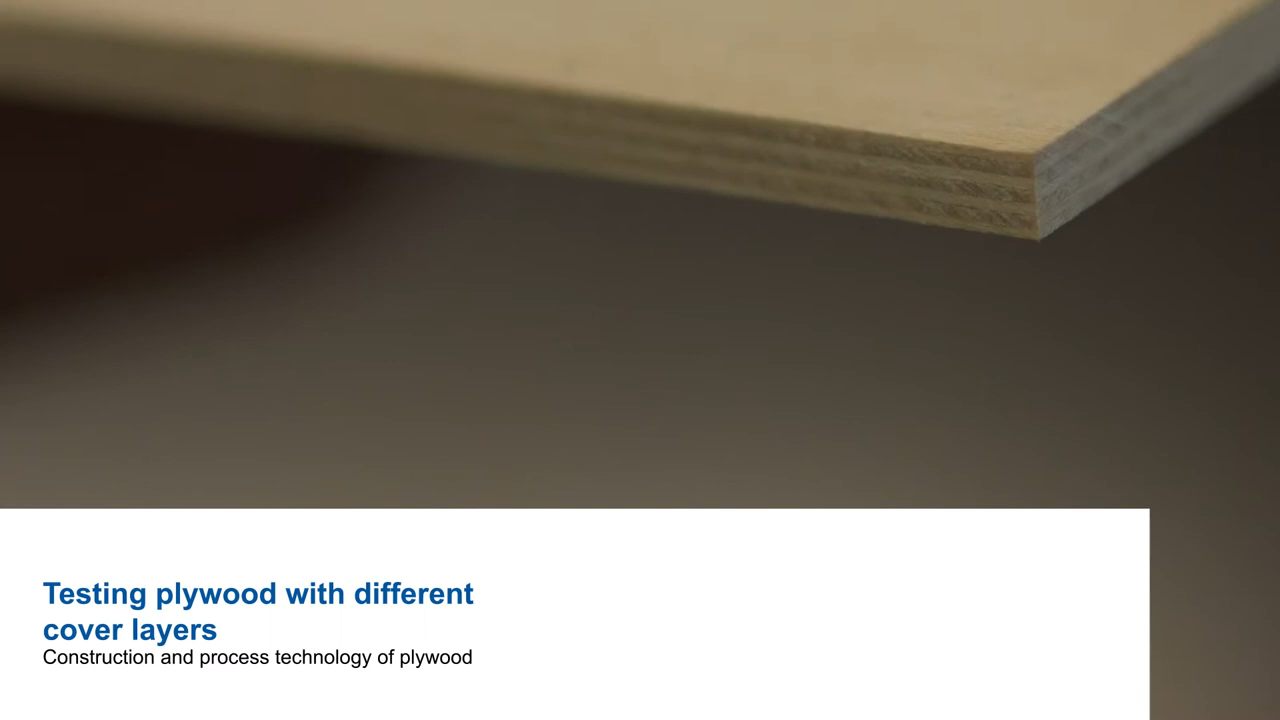 Testing plywood with different
cover layers
Construction and process technology of plywood